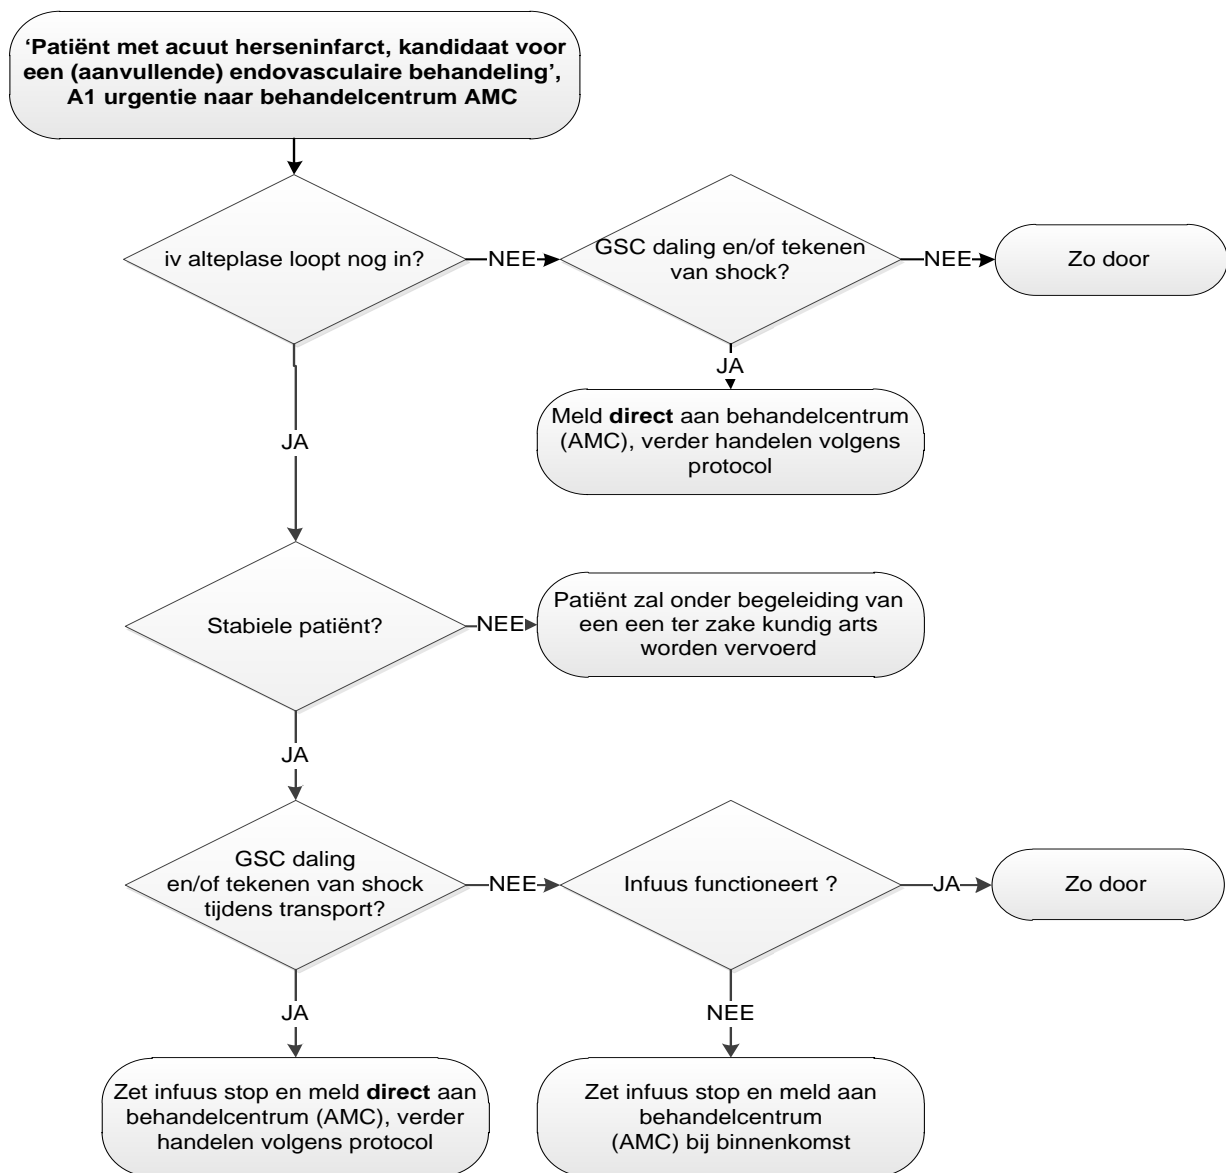 ‘Patiënt met acuut herseninfarct, kandidaat voor
een (aanvullende) endovasculaire behandeling’,
A1 urgentie naar behandelcentrum AMC
iv alteplase loopt nog in?
NEE
GSC daling en/of tekenen
van shock?
NEE
Zo door
JA
Meld direct aan behandelcentrum
(AMC), verder handelen volgens
protocol
JA
Stabiele patiënt?
NEE
Patiënt zal onder begeleiding van
een een ter zake kundig arts
worden vervoerd
JA
GSC daling
en/of tekenen van shock
tijdens transport?
NEE
Infuus functioneert ?
JA
Zo door
JA
NEE
Zet infuus stop en meld direct aan
behandelcentrum (AMC), verder
handelen volgens protocol
Zet infuus stop en meld aan
behandelcentrum
(AMC) bij binnenkomst